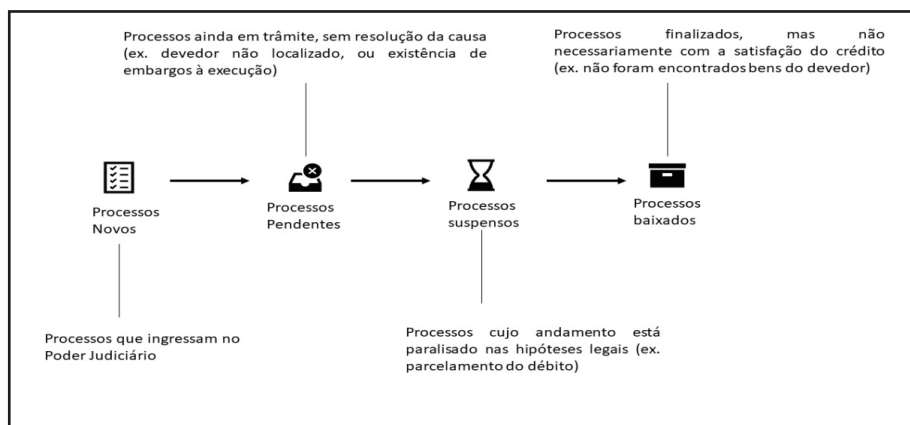 Processos ainda em trâmite, sem resolução da causa
(ex. devedor não localizado, ou existência de
embargos à execução)
Processos finalizados, mas não
necessariamente com a satisfação do crédito
(ex. não foram encontrados bens do devedor)
Processos
Novos
Processos
Pendentes
Processos
suspensos
Processos
baixados
Processos que ingressam no
Poder Judiciário
Processos cujo andamento está
paralisado nas hipóteses legais (ex.
parcelamento do débito)